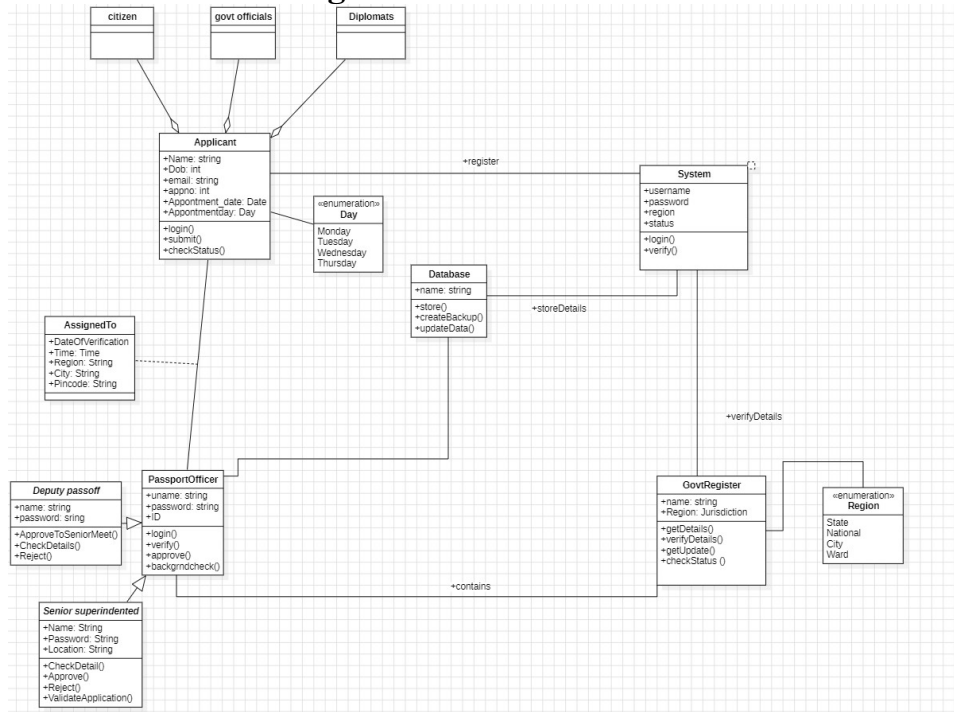 citizen
govt officials
Diplomats
Applicant
+Name: string
+Dob: int
+email: string
+appno: int
+Appontment_date: Date
+Appontmentday: Day
+login()
+submit()
+checkStatus()
+register
System
+username
+password
+region
+status
+login()
+verify()
«enumeration»
Day
Monday
Tuesday
Wednesday
Thursday
Database
+name: string
+store()
+createBackup()
+updateData()
+storeDetails
AssignedTo
+DateOfVerification
+Time: Time
+Region: String
+City: String
+Pincode: String
+verifyDetails
PassportOfficer
+uname: string
+password: string
+ID
+login()
+verify()
+approve()
+backgrndcheck()
Deputy passoff
+name: string
+password: sring
+ApproveToSeniorMeet()
+CheckDetails()
+Reject()
GovtRegister
+name: string
+Region: Jurisdiction
+getDetails()
+verifyDetails()
+getUpdate()
+checkStatus ()
«enumeration»
Region
State
National
City
Ward
+contains
Senior superindented
+Name: String
+Password: String
+Location: String
+CheckDetail()
+Approve()
+Reject()
+ValidateApplication()